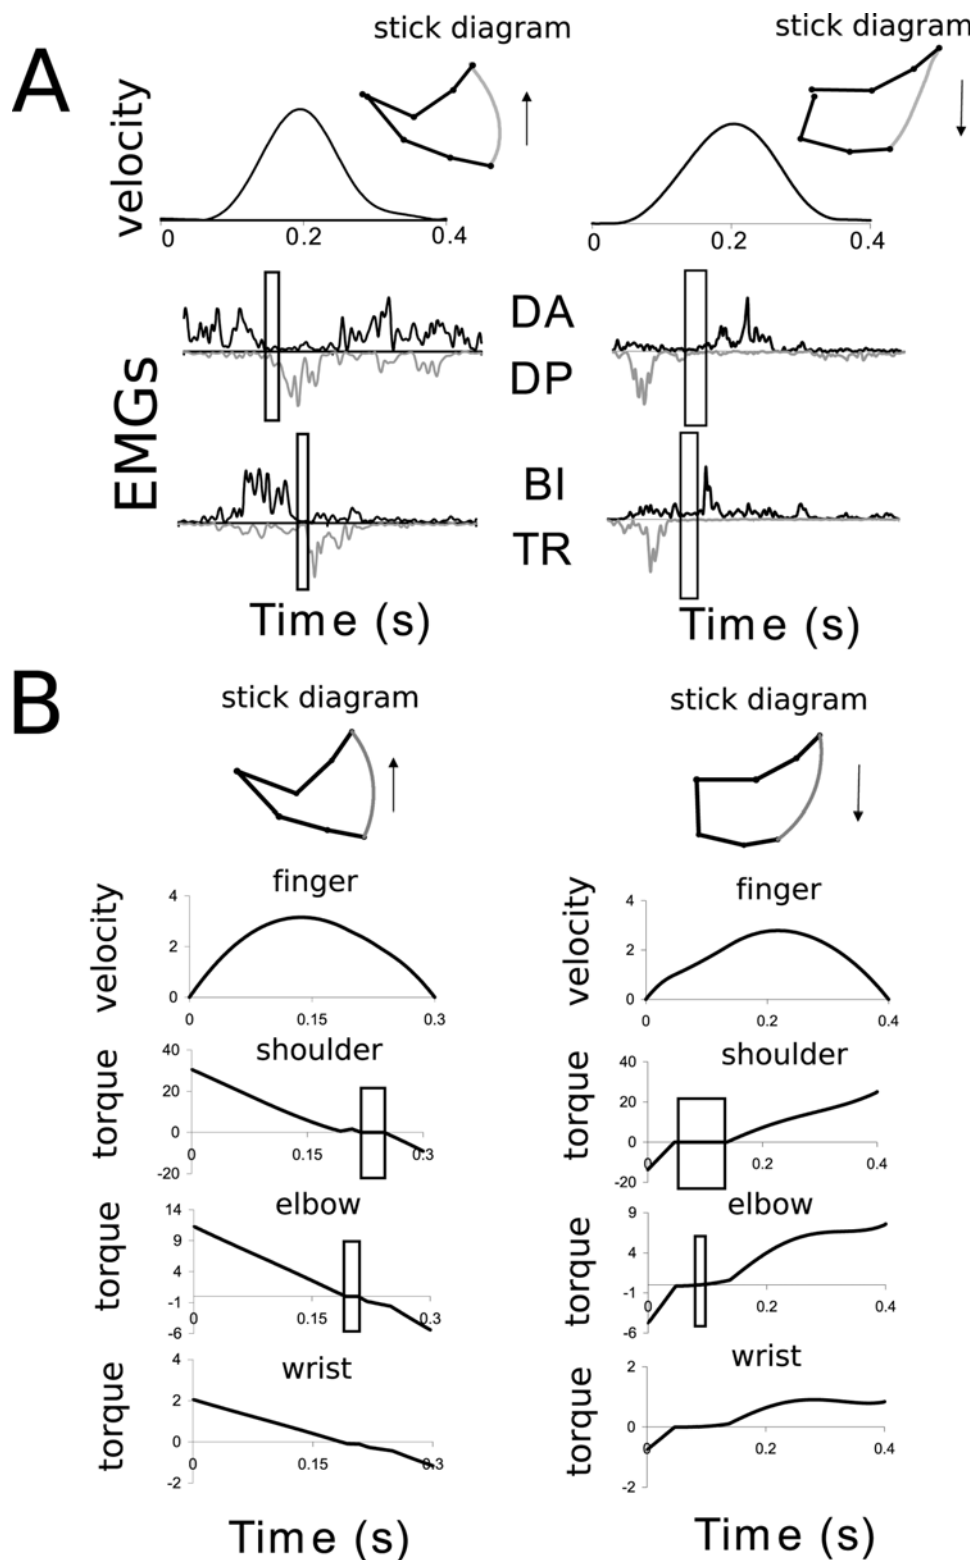 A
stick diagram
stick diagram
velocity
0
0.2
0.4
0
0.2
0.4
EMGs
DA
DP
BI
TR
Time (s)
Time (s)
B
stick diagram
stick diagram
finger
velocity
4
2
0
0
0.15
0.3
finger
velocity
4
2
0
0
0.2
0.4
shoulder
torque
40
20
0
-20
0
0.15
0.3
shoulder
torque
40
20
0
-20
0
0.2
0.4
elbow
torque
14
9
4
-1
-6
0
0.15
0.3
elbow
torque
9
4
-1
-6
0
0.2
0.4
wrist
torque
4
2
0
-2
0
0.15
0.3
wrist
torque
2
0
-2
0
0.2
0.4
Time (s)
Time (s)